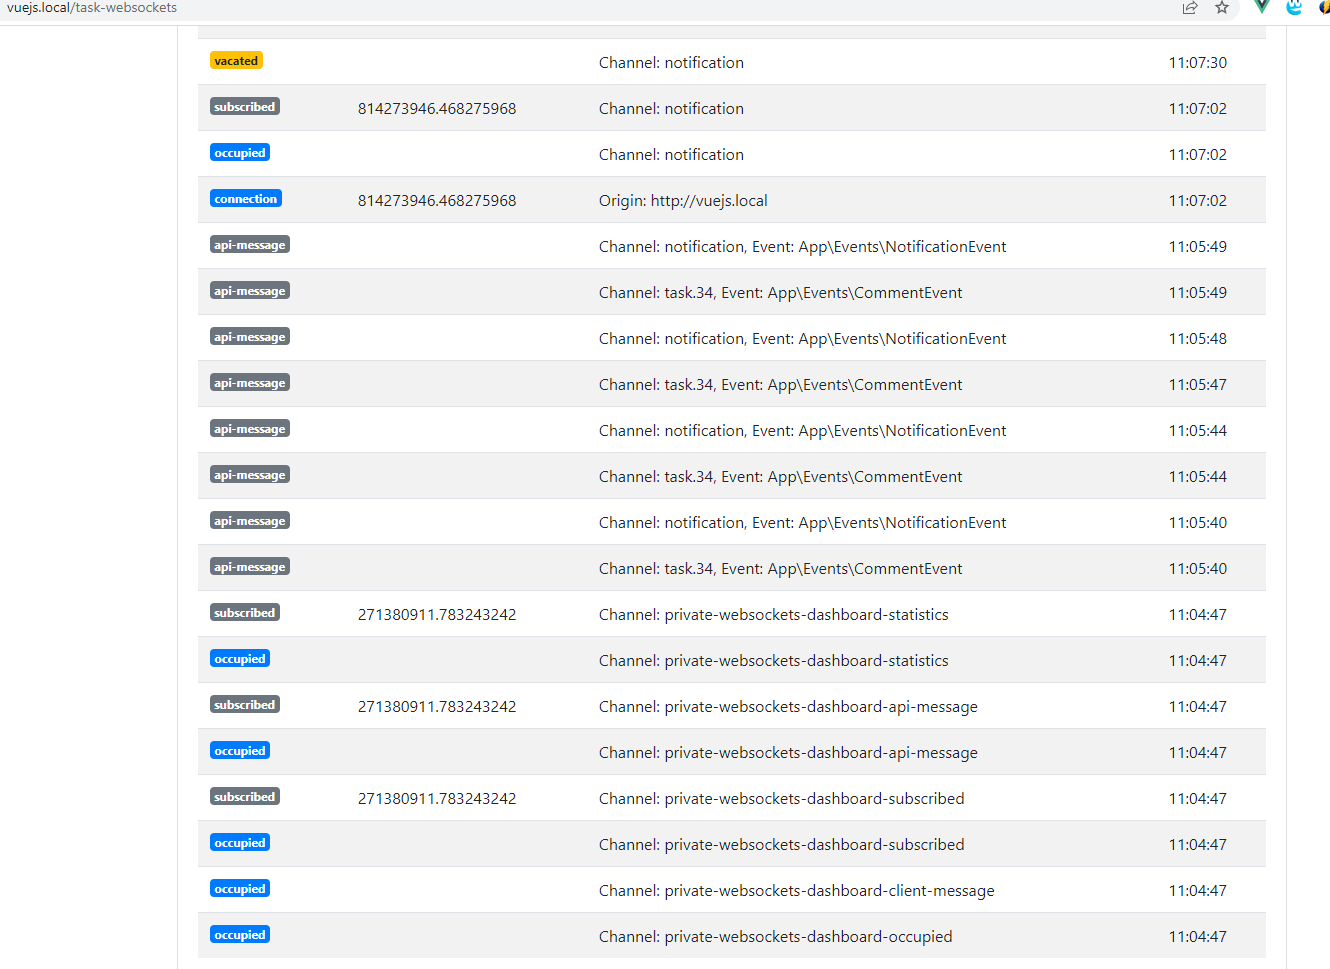 vuejs.local/task-websockets
vacated Channel: notification 11:07:30
subscribed 814273946.468275968 Channel: notification 11:07:02
occupied Channel: notification 11:07:02
connection 814273946.468275968 Origin: http://vuejs.local 11:07:02
api-message Channel: notification, Event: App\Events\NotificationEvent 11:05:49
api-message Channel: task.34, Event: App\Events\CommentEvent 11:05:49
api-message Channel: notification, Event: App\Events\NotificationEvent 11:05:48
api-message Channel: task.34, Event: App\Events\CommentEvent 11:05:47
api-message Channel: notification, Event: App\Events\NotificationEvent 11:05:44
api-message Channel: task.34, Event: App\Events\CommentEvent 11:05:44
api-message Channel: notification, Event: App\Events\NotificationEvent 11:05:40
api-message Channel: task.34, Event: App\Events\CommentEvent 11:05:40
subscribed 271380911.783243242 Channel: private-websockets-dashboard-statistics 11:04:47
occupied Channel: private-websockets-dashboard-statistics 11:04:47
subscribed 271380911.783243242 Channel: private-websockets-dashboard-api-message 11:04:47
occupied Channel: private-websockets-dashboard-api-message 11:04:47
subscribed 271380911.783243242 Channel: private-websockets-dashboard-subscribed 11:04:47
occupied Channel: private-websockets-dashboard-subscribed 11:04:47
occupied Channel: private-websockets-dashboard-client-message 11:04:47
occupied Channel: private-websockets-dashboard-occupied 11:04:47